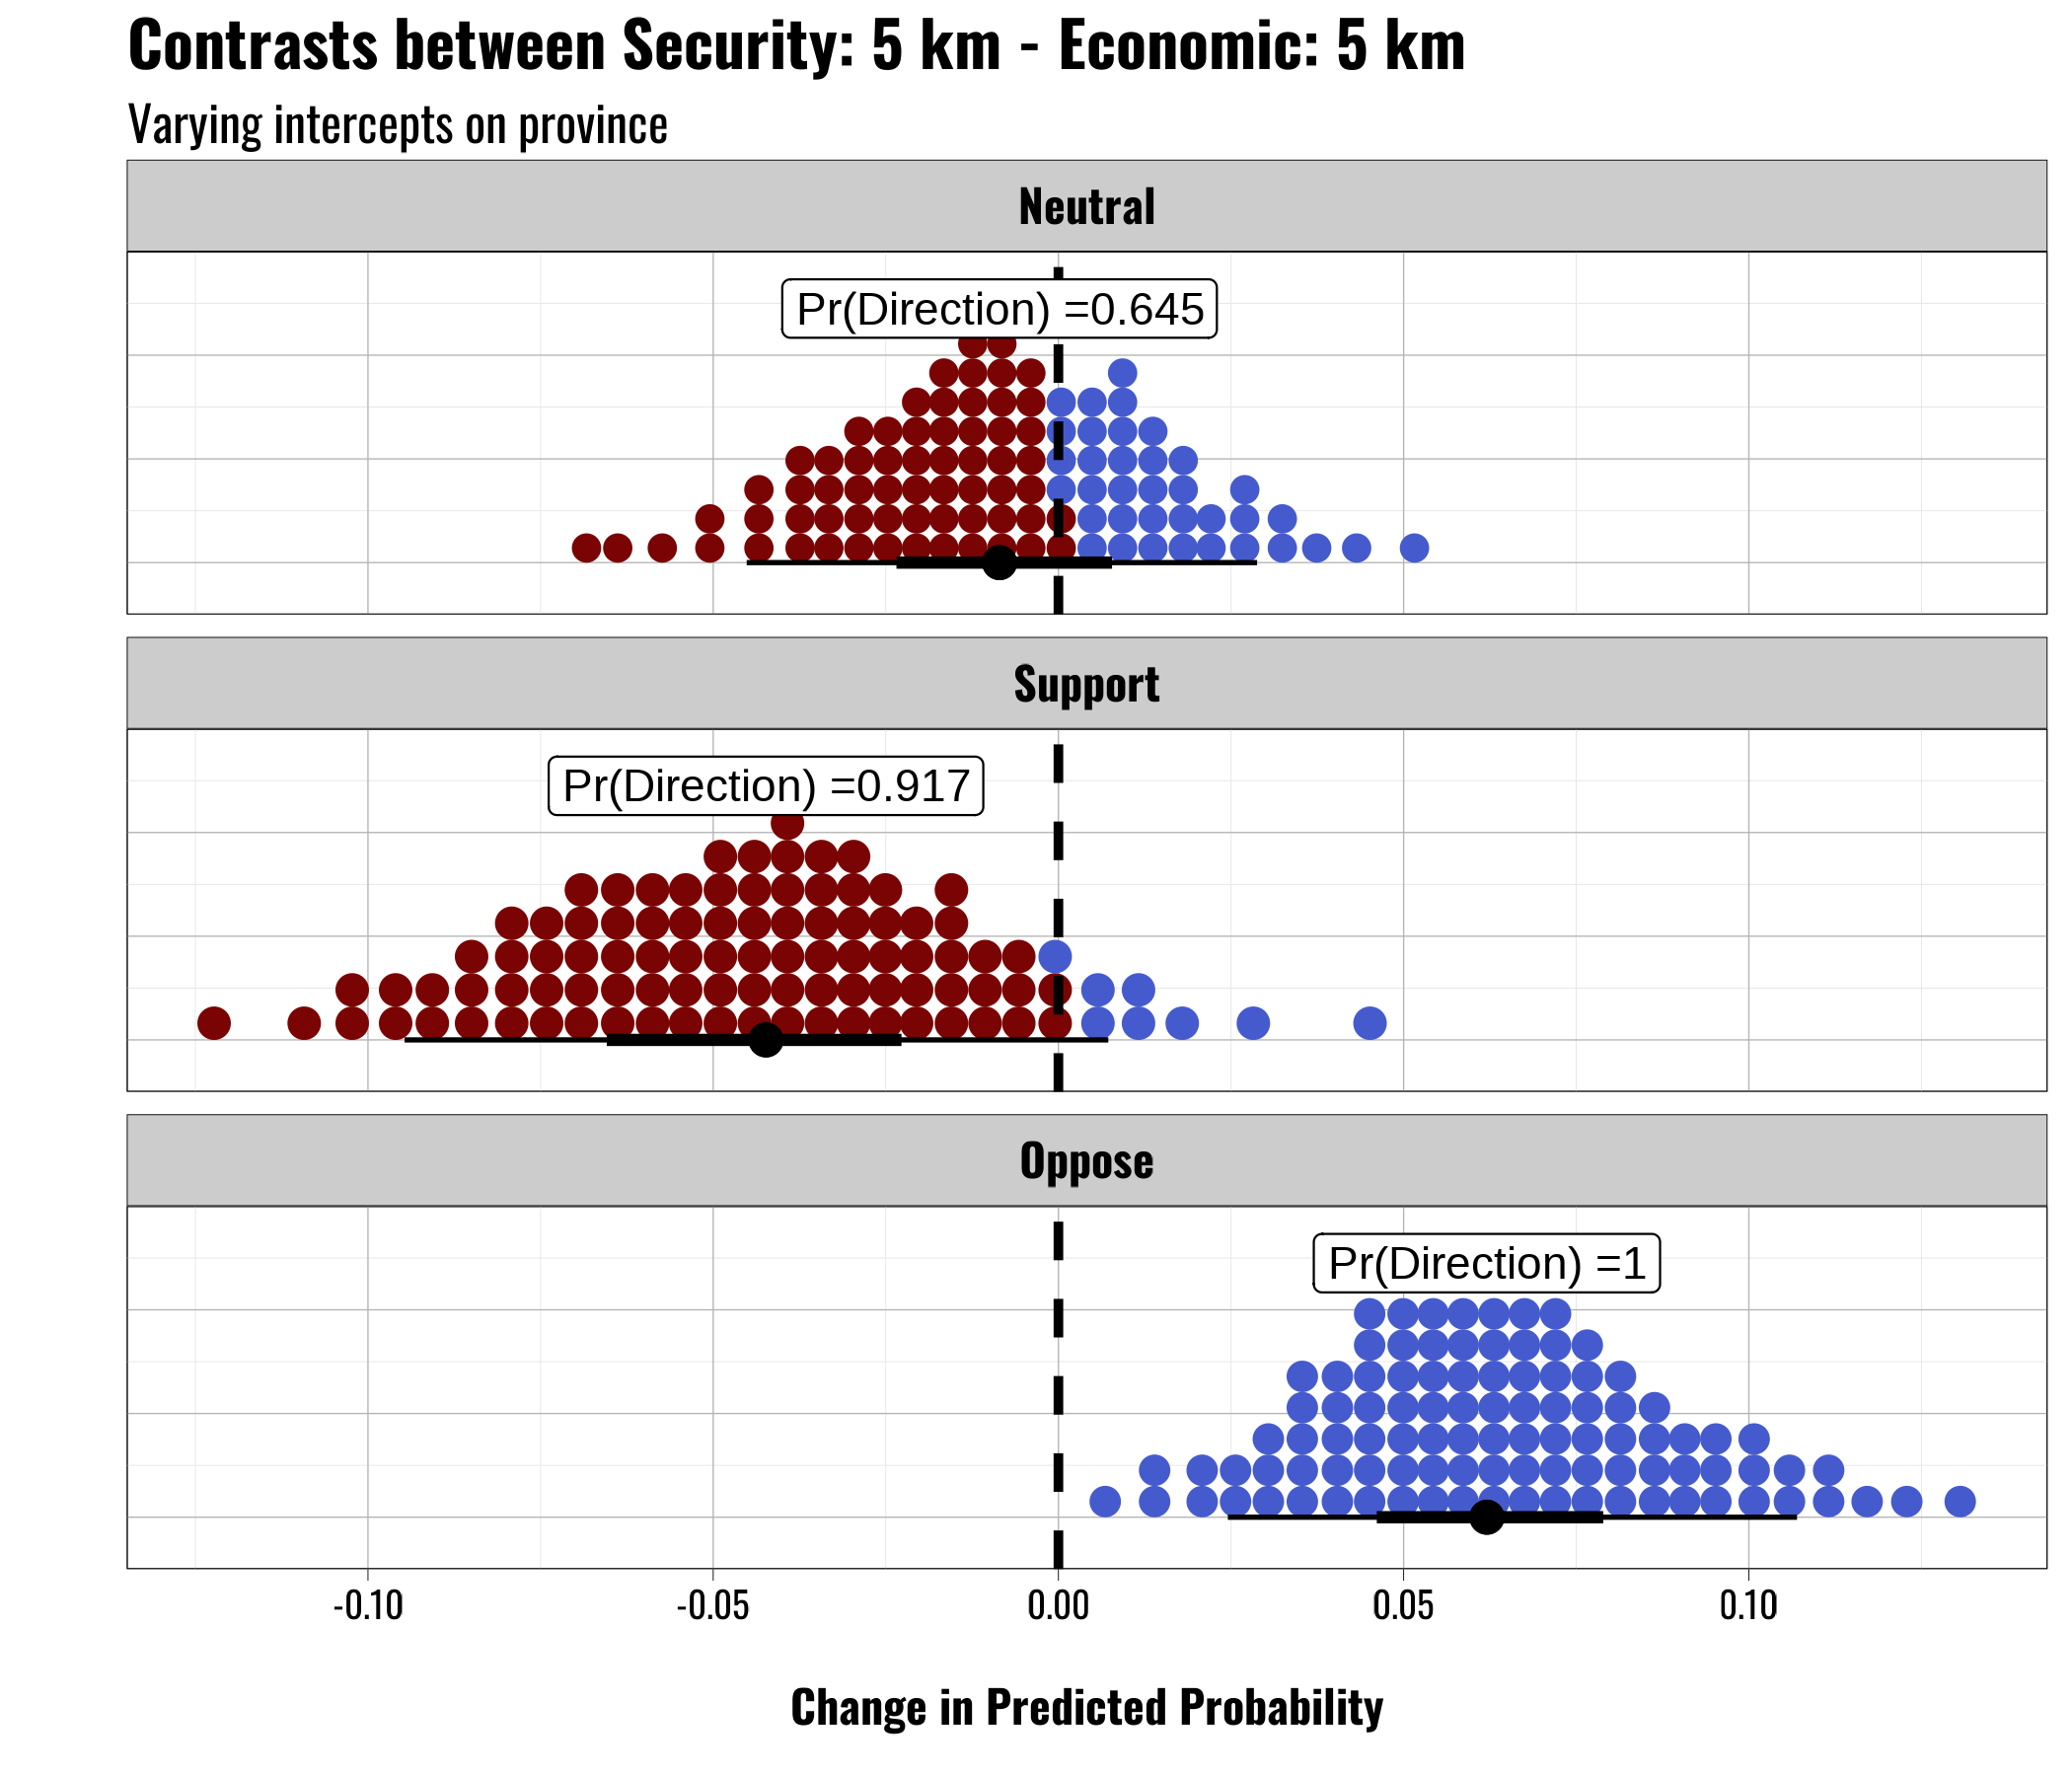 Contrasts between Security: 5 km - Economic: 5 km
Varying intercepts on province
Neutral
Pr(Direction) =0.645
Support
Pr(Direction) =0.917
Oppose
Pr(Direction) =1
-0.10 -0.05 0.00 0.05 0.10
Change in Predicted Probability